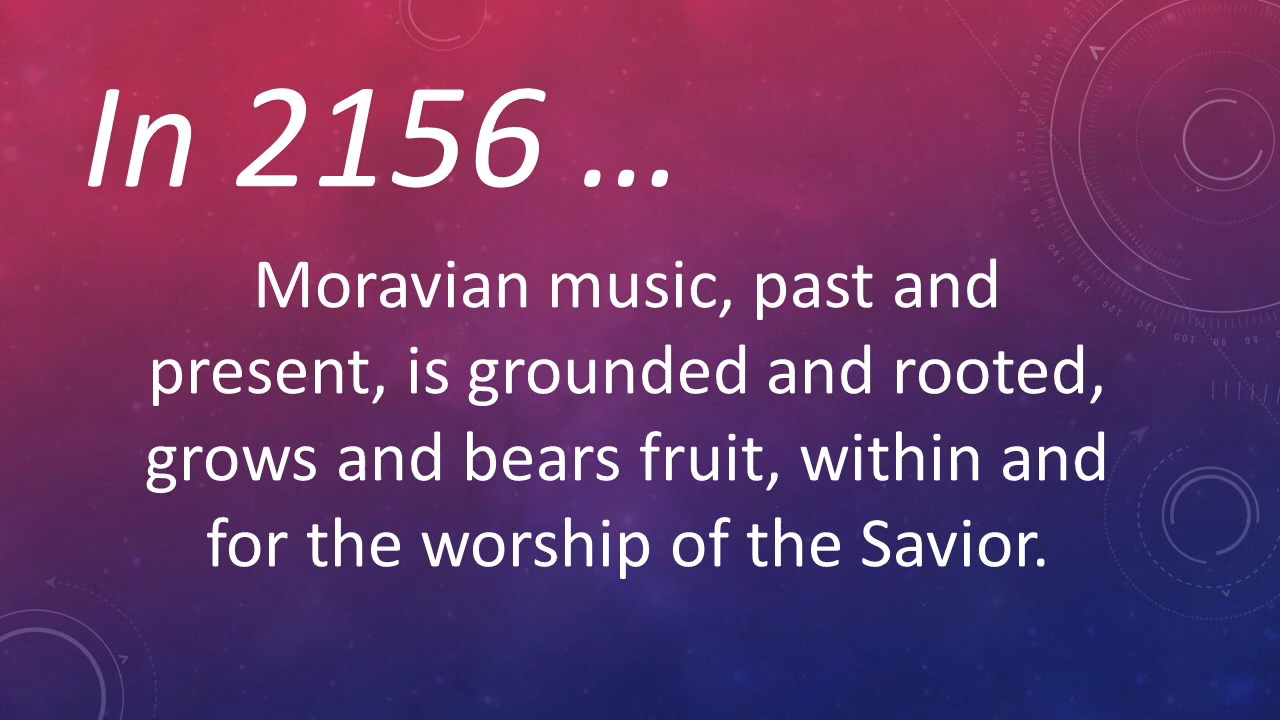 In 2156 ...
Moravian music, past and
present, is grounded and rooted,
grows and bears fruit, within and
for the worship of the Savior.